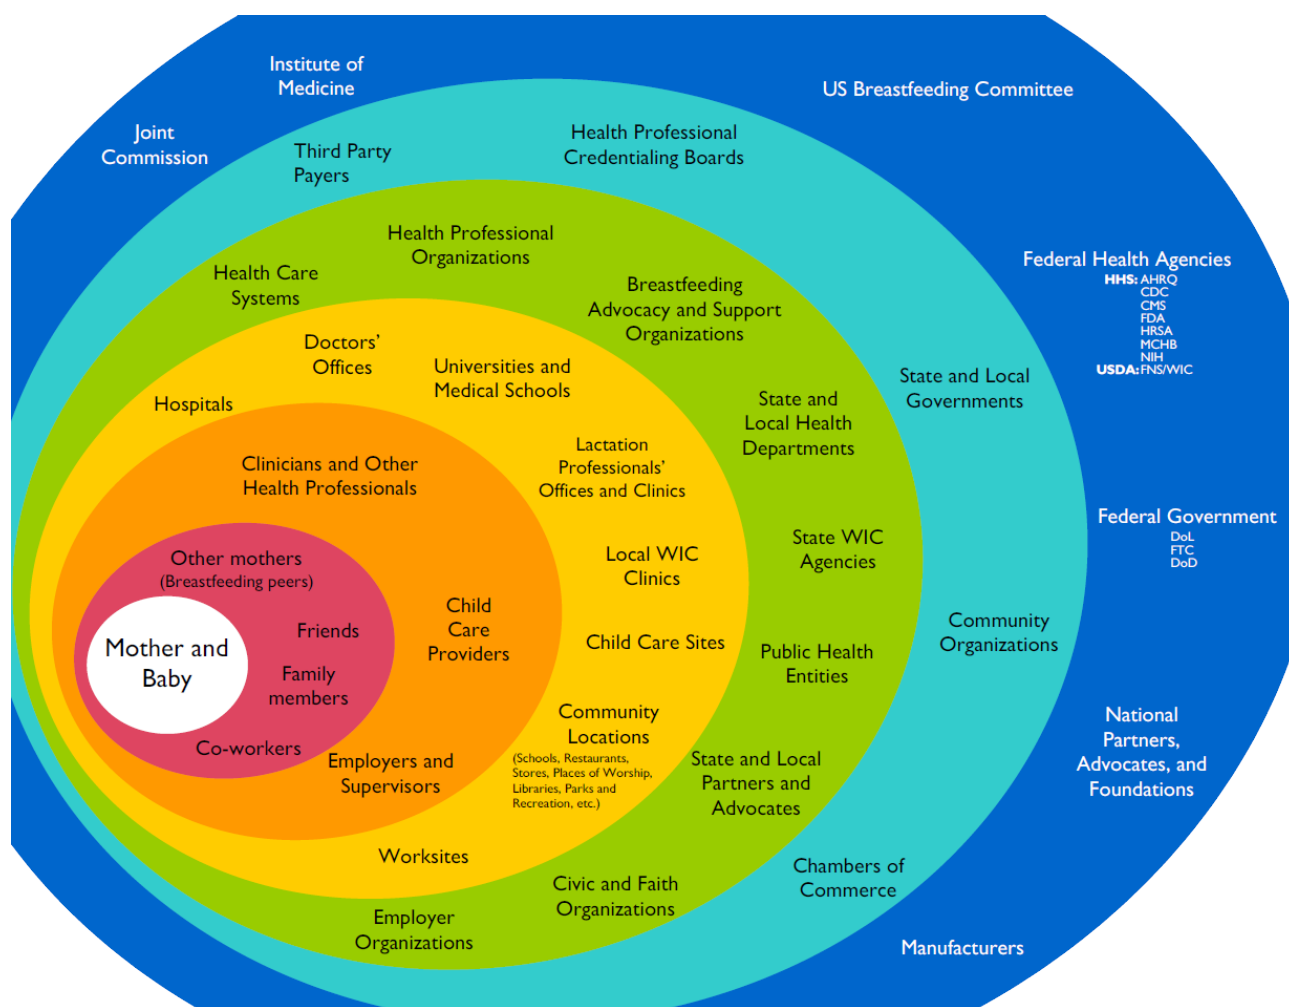 Institute of
Medicine
US Breastfeeding Committee
Joint
Commission
Third Party
Payers
Health Professional
Credentialing Boards
Health Professional
Organizations
Health Care
Systems
Breastfeeding
Advocacy and Support
Organizations
Federal Health Agencies
HHS: AHRQ
CDC
CMS
FDA
HRSA
MCHB
NIH
USDA: FNS/WIC
Doctors’
Offices
Universities and
Medical Schools
Hospitals
State and Local
Governments
State and
Local Health
Departments
Clinicians and Other
Health Professionals
Lactation
Professionals’
Offices and Clinics
Federal Government
DoL
FTC
DoD
State WIC
Agencies
Local WIC
Clinics
Other mothers
(Breastfeeding peers)
Mother and
Baby
Friends
Family
members
Co-workers
Child
Care
Providers
Child Care Sites
Public Health
Entities
Community
Organizations
Community
Locations
(Schools, Restaurants,
Stores, Places of Worship,
Libraries, Parks and
Recreation, etc.)
Employers and
Supervisors
State and Local
Partners and
Advocates
National
Partners,
Advocates, and
Foundations
Worksites
Chambers of
Commerce
Civic and Faith
Organizations
Employer
Organizations
Manufacturers